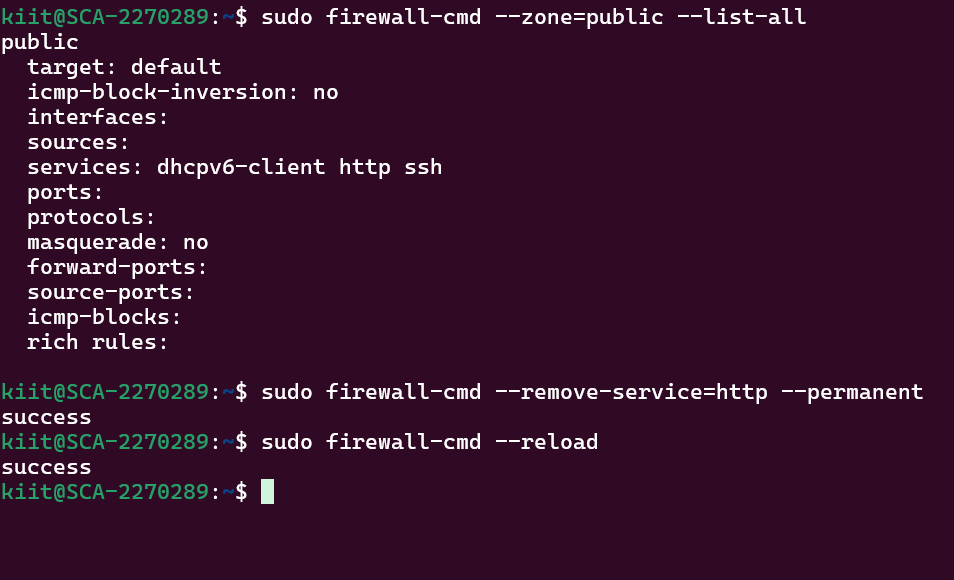 kiit@SCA-2270289:~$ sudo firewall-cmd --zone=public --list-all
public
  target: default
  icmp-block-inversion: no
  interfaces:
  sources:
  services: dhcpv6-client http ssh
  ports:
  protocols:
  masquerade: no
  forward-ports:
  source-ports:
  icmp-blocks:
  rich rules:

kiit@SCA-2270289:~$ sudo firewall-cmd --remove-service=http --permanent
success
kiit@SCA-2270289:~$ sudo firewall-cmd --reload
success
kiit@SCA-2270289:~$